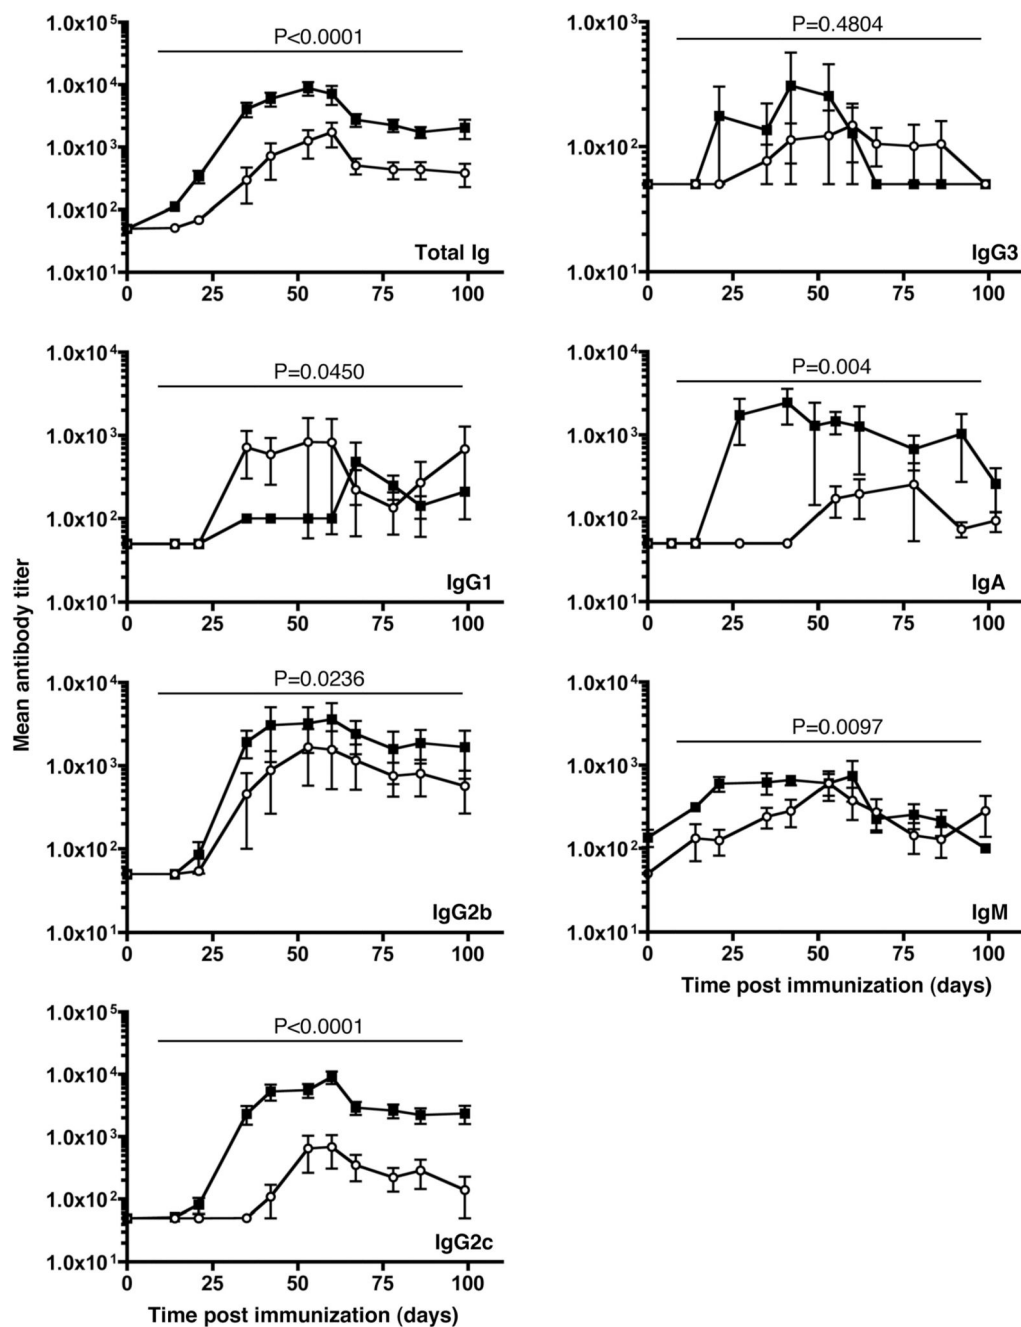 Mean antibody titer
1.0x10⁵
1.0x10⁴
1.0x10³
1.0x10²
1.0x10¹
P<0.0001
Total Ig
0 25 50 75 100
1.0x10³
1.0x10²
1.0x10¹
P=0.4804
IgG3
0 25 50 75 100
1.0x10⁴
1.0x10³
1.0x10²
1.0x10¹
P=0.0450
IgG1
0 25 50 75 100
1.0x10⁴
1.0x10³
1.0x10²
1.0x10¹
P=0.004
IgA
0 25 50 75 100
1.0x10⁴
1.0x10³
1.0x10²
1.0x10¹
P=0.0236
IgG2b
0 25 50 75 100
1.0x10⁴
1.0x10³
1.0x10²
1.0x10¹
P=0.0097
IgM
0 25 50 75 100
Time post immunization (days)
1.0x10⁵
1.0x10⁴
1.0x10³
1.0x10²
1.0x10¹
P<0.0001
IgG2c
0 25 50 75 100
Time post immunization (days)